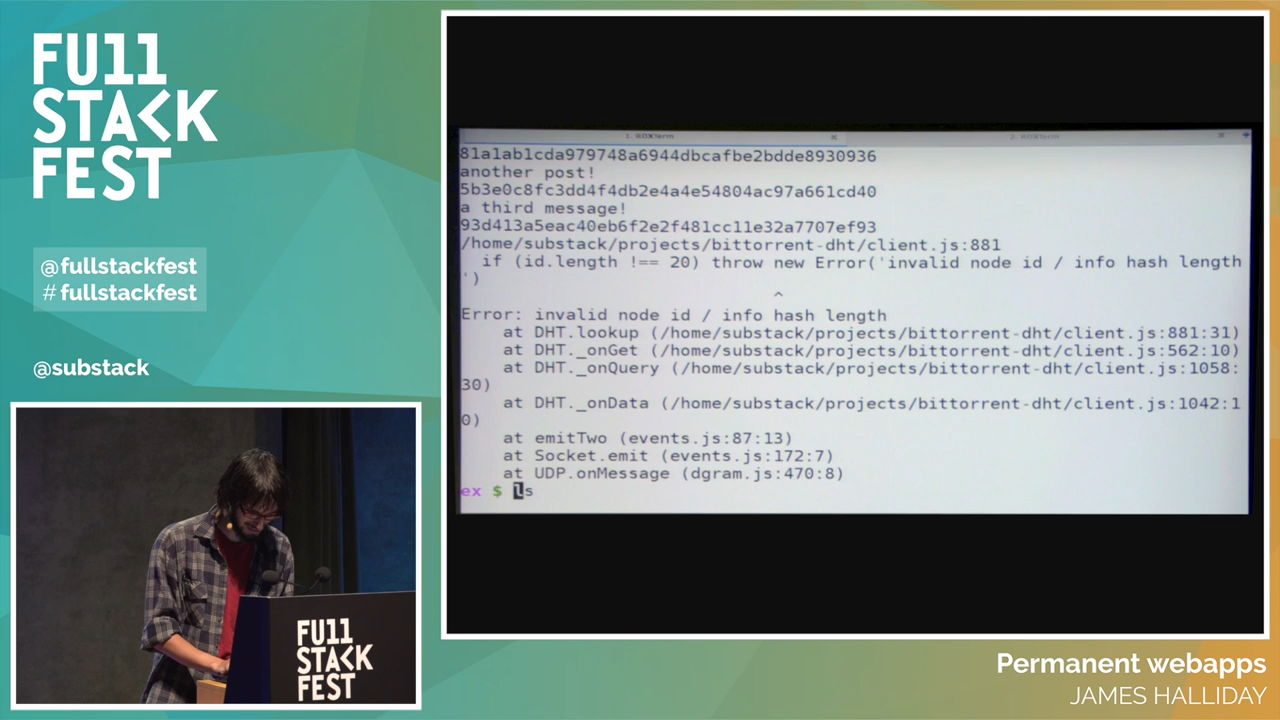 FU11
STACK
FEST
@fullstackfest
# fullstackfest
@substack
FU11
STACK
FEST
1. ROXTerm
2. ROXTerm
81a1ab1cda979748a6944dbcafbe2bdde8930936
another post!
5b3e0c8fc3dd4f4db2e4a4e54804ac97a661cd40
a third message!
93d413a5eac40eb6f2e2f481cc11e32a7707ef93
/home/substack/projects/bittorrent-dht/client.js:881
if (id.length !== 20) throw new Error('invalid node id / info hash length
')
^
Error: invalid node id / info hash length
at DHT.lookup (/home/substack/projects/bittorrent-dht/client.js:881:31)
at DHT._onGet (/home/substack/projects/bittorrent-dht/client.js:562:10)
at DHT._onQuery (/home/substack/projects/bittorrent-dht/client.js:1058:
30)
at DHT._onData (/home/substack/projects/bittorrent-dht/client.js:1042:1
0)
at emitTwo (events.js:87:13)
at Socket.emit (events.js:172:7)
at UDP.onMessage (dgram.js:470:8)
ex $ ls
Permanent webapps
JAMES HALLIDAY